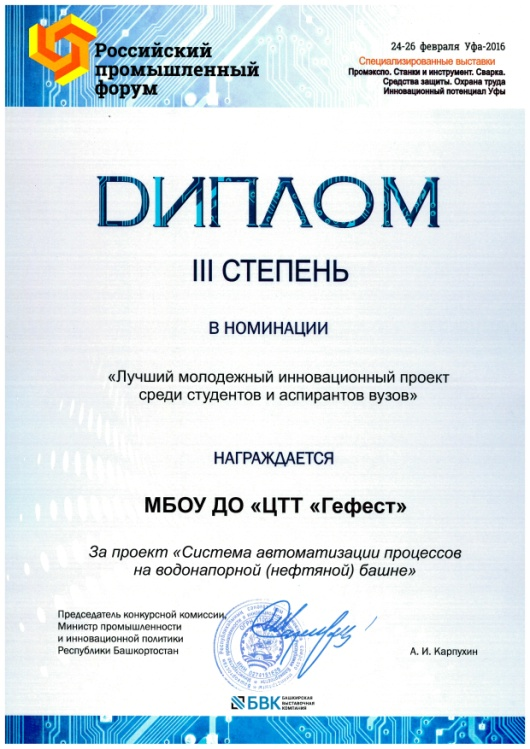 Российский
промышленный
форум
24-26 февраля Уфа-2016
Специализированные выставки
Промэкспо. Станки и инструмент. Сварка.
Средства защиты. Охрана труда
Инновационный потенциал Уфы
ДИПЛОМ
III СТЕПЕНЬ
В НОМИНАЦИИ
«Лучший молодежный инновационный проект
среди студентов и аспирантов вузов»
НАГРАЖДАЕТСЯ
МБОУ ДО «ЦТТ «Гефест»
За проект «Система автоматизации процессов
на водонапорной (нефтяной) башне»
Председатель конкурсной комиссии,
Министр промышленности
и инновационной политики
Республики Башкортостан
А. И. Карпухин
БВК
БАШКИРСКАЯ
ВЫСТАВОЧНАЯ
КОМПАНИЯ